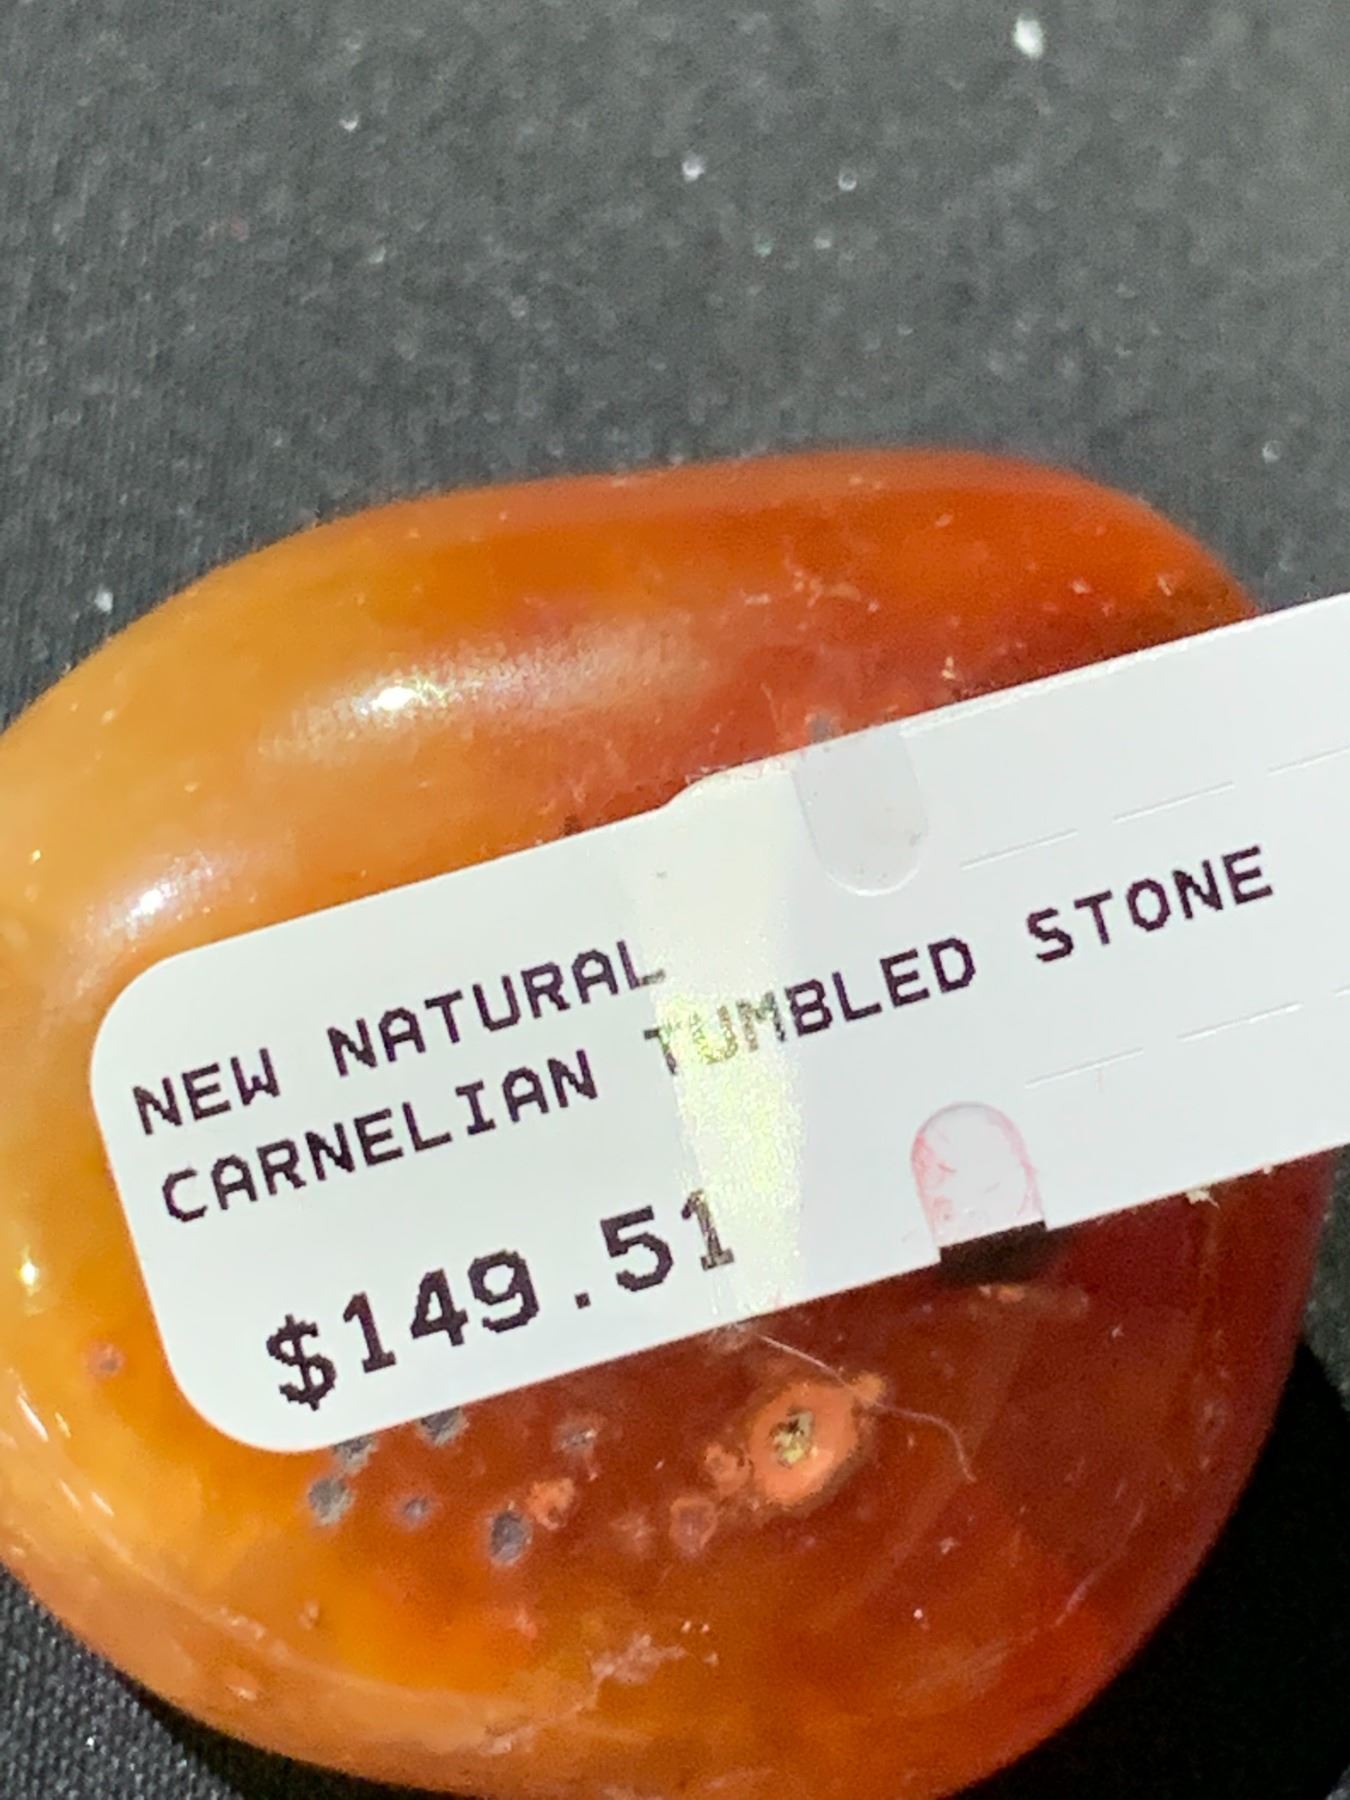 NEW NATURAL
CARNELIAN TUMBLED STONE
$149.51